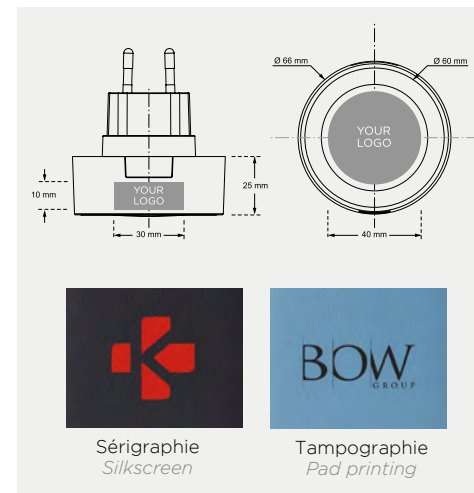 Ø 66 mm
Ø 60 mm
YOUR
LOGO
10 mm
YOUR
LOGO
25 mm
30 mm
40 mm
BOW
GROUP
Sérigraphie
Silkscreen
Tampographie
Pad printing